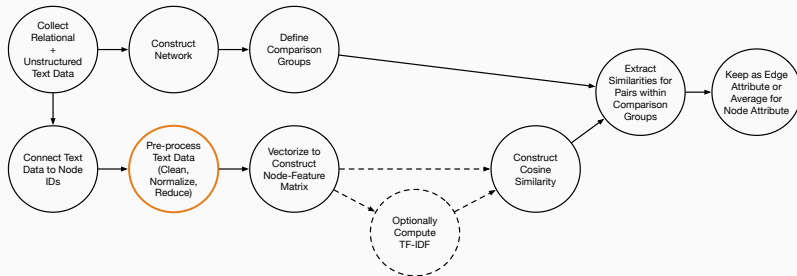 Collect
Relational
+
Unstructured
Text Data
Construct
Network
Define
Comparison
Groups
Extract
Similarities for
Pairs within
Comparison
Groups
Keep as Edge
Attribute or
Average for
Node Attribute
Connect Text
Data to Node
IDs
Pre-process
Text Data
(Clean,
Normalize,
Reduce)
Vectorize to
Construct
Node-Feature
Matrix
Construct
Cosine
Similarity
Optionally
Compute
TF-IDF